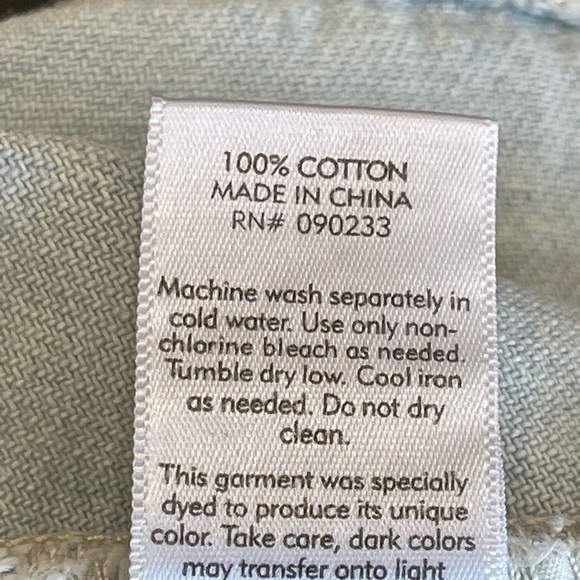 100% COTTON
MADE IN CHINA
RN# 090233
Machine wash separately in
cold water. Use only non-
chlorine bleach as needed.
Tumble dry low. Cool iron
as needed. Do not dry
clean.
This garment was specially
dyed to produce its unique
color. Take care, dark colors
may transfer onto light